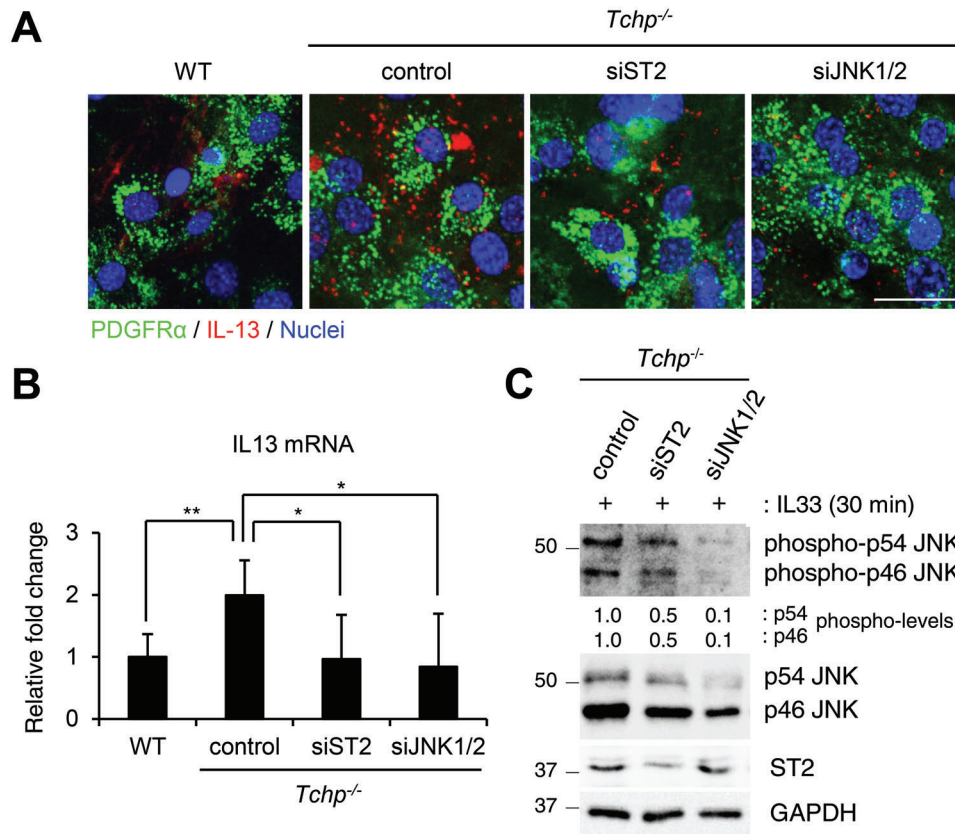 A
Tchp-/-
WT control siST2 siJNK1/2
PDGFRα / IL-13 / Nuclei
B
IL13 mRNA
Relative fold change
3
2
1
0
**
*
*
WT control siST2 siJNK1/2
Tchp-/-
C
Tchp-/-
control siST2 siJNK1/2
+ + + : IL33 (30 min)
50
phospho-p54 JNK
phospho-p46 JNK
1.0 0.5 0.1 : p54
1.0 0.5 0.1 : p46
phospho-levels
50
p54 JNK
p46 JNK
37
ST2
37
GAPDH